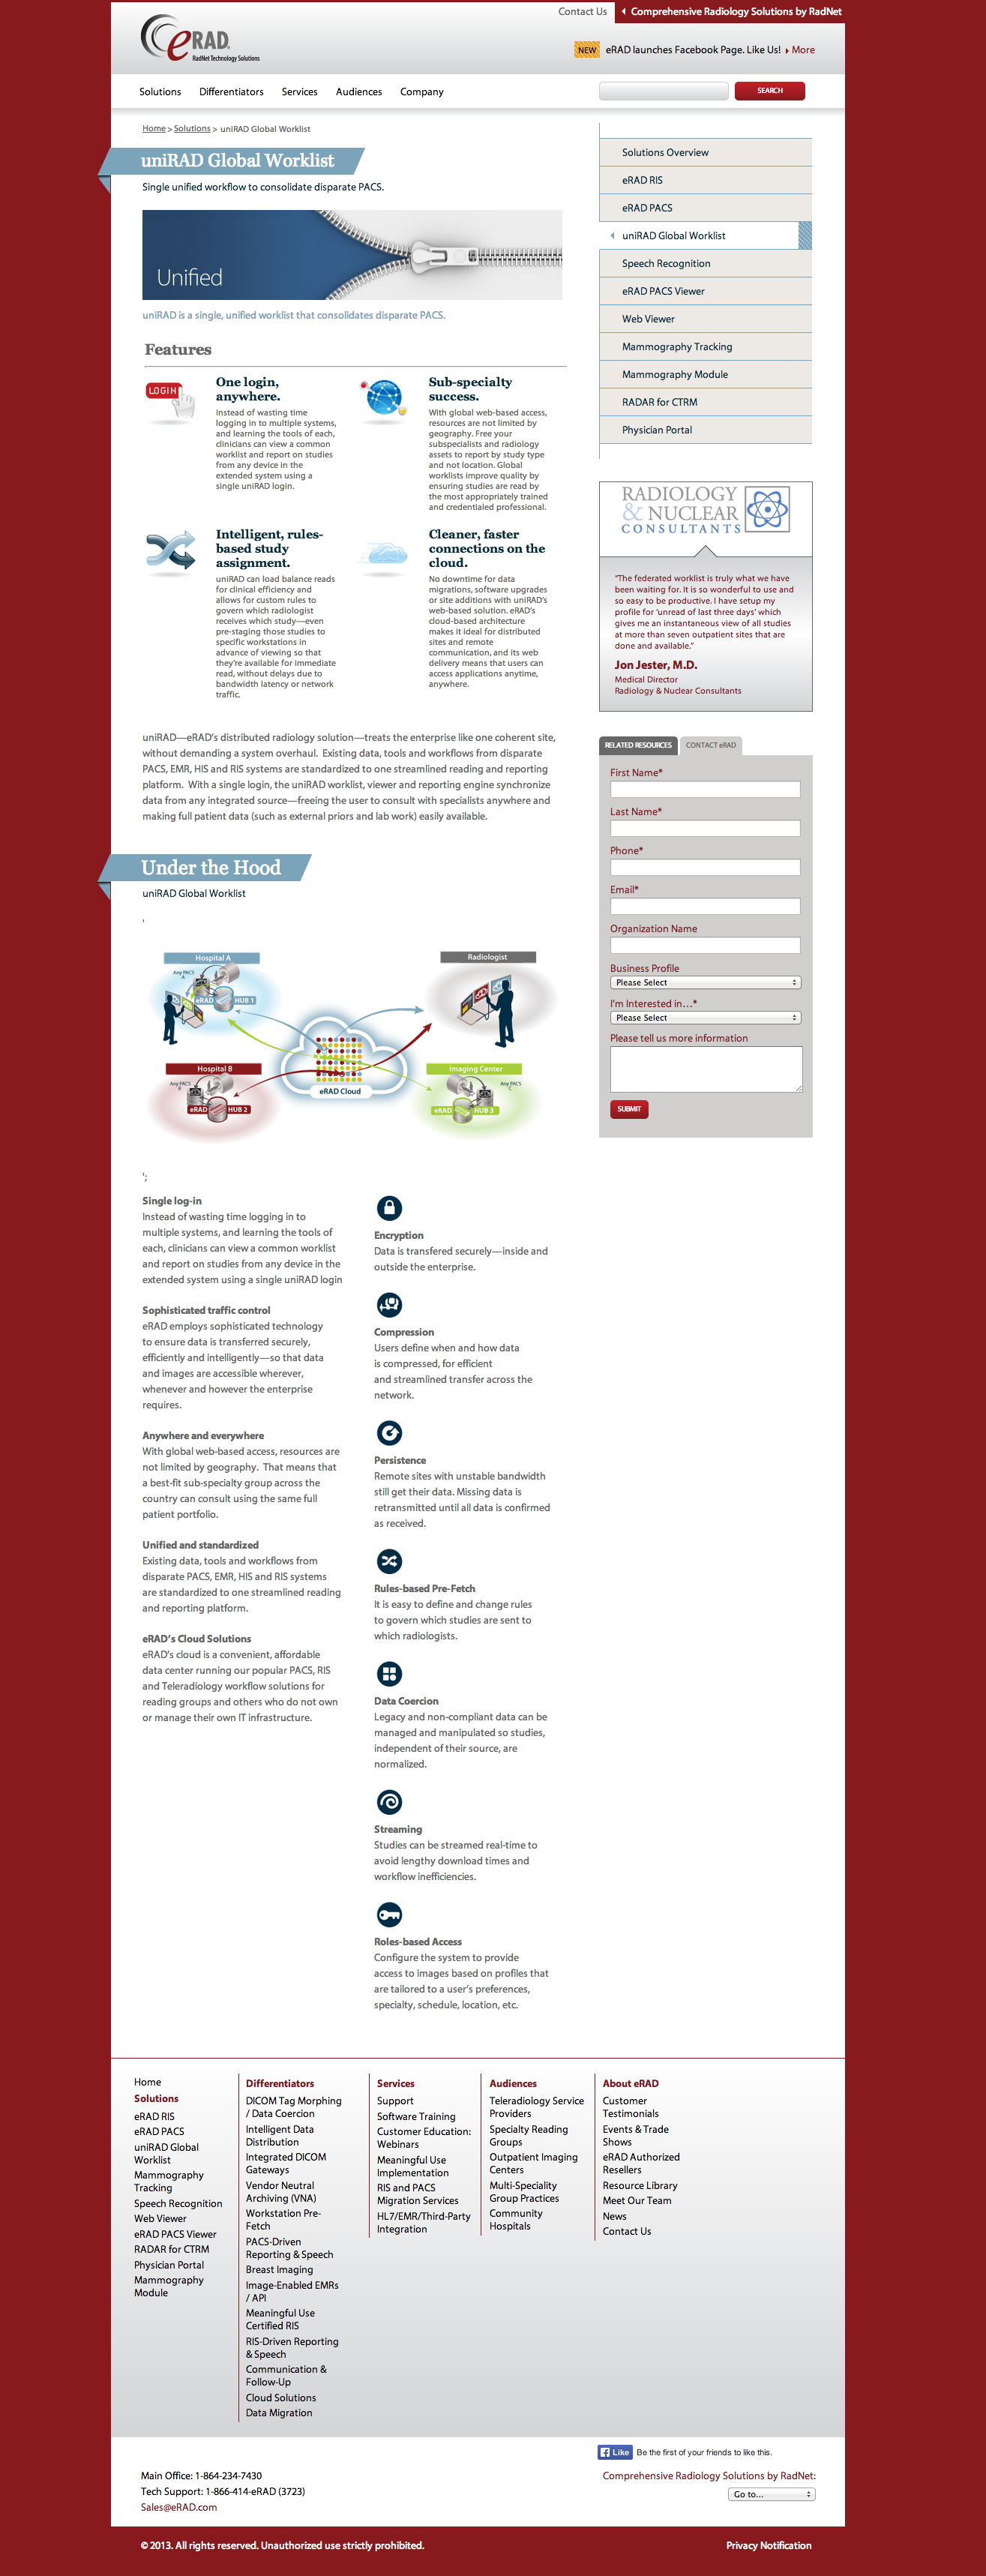 Contact Us
Comprehensive Radiology Solutions by RadNet
eRAD
RadNet Technology Solutions
NEW eRAD launches Facebook Page. Like Us! More
Solutions Differentiators Services Audiences Company
SEARCH
Home > Solutions > uniRAD Global Worklist
uniRAD Global Worklist
Single unified workflow to consolidate disparate PACS.
Unified
uniRAD is a single, unified worklist that consolidates disparate PACS.
Features
LOGIN
One login,
anywhere.
Instead of wasting time
logging in to multiple systems,
and learning the tools of each,
clinicians can view a common
worklist and report on studies
from any device in the
extended system using a
single uniRAD login.
Sub-specialty
success.
With global web-based access,
resources are not limited by
geography. Free your
subspecialists and radiology
assets to report by study type
and not location. Global
worklists improve quality by
ensuring studies are read by
the most appropriately trained
and credentialed professional.
Intelligent, rules-
based study
assignment.
uniRAD can load balance reads
for clinical efficiency and
allows for custom rules to
govern which radiologist
receives which study—even
pre-staging those studies to
specific workstations in
advance of viewing so that
they're available for immediate
read, without delays due to
bandwidth latency or network
traffic.
Cleaner, faster
connections on the
cloud.
No downtime for data
migrations, software upgrades
or site additions with uniRAD's
web-based solution. eRAD's
cloud-based architecture
makes it ideal for distributed
sites and remote
communication, and its web
delivery means that users can
access applications anytime,
anywhere.
uniRAD—eRAD's distributed radiology solution—treats the enterprise like one coherent site,
without demanding a system overhaul. Existing data, tools and workflows from disparate
PACS, EMR, HIS and RIS systems are standardized to one streamlined reading and reporting
platform. With a single login, the uniRAD worklist, viewer and reporting engine synchronize
data from any integrated source—freeing the user to consult with specialists anywhere and
making full patient data (such as external priors and lab work) easily available.
Under the Hood
uniRAD Global Worklist
'
Hospital A
Any PACS
A
eRAD HUB 1
Radiologist
Hospital B
Any PACS
B
eRAD HUB 2
eRAD Cloud
Imaging Center
Any PACS
C
eRAD HUB 3
';
Single log-in
Instead of wasting time logging in to
multiple systems, and learning the tools of
each, clinicians can view a common worklist
and report on studies from any device in the
extended system using a single uniRAD login
Sophisticated traffic control
eRAD employs sophisticated technology
to ensure data is transferred securely,
efficiently and intelligently—so that data
and images are accessible wherever,
whenever and however the enterprise
requires.
Anywhere and everywhere
With global web-based access, resources are
not limited by geography. That means that
a best-fit sub-specialty group across the
country can consult using the same full
patient portfolio.
Unified and standardized
Existing data, tools and workflows from
disparate PACS, EMR, HIS and RIS systems
are standardized to one streamlined reading
and reporting platform.
eRAD's Cloud Solutions
eRAD's cloud is a convenient, affordable
data center running our popular PACS, RIS
and Teleradiology workflow solutions for
reading groups and others who do not own
or manage their own IT infrastructure.
Encryption
Data is transfered securely—inside and
outside the enterprise.
Compression
Users define when and how data
is compressed, for efficient
and streamlined transfer across the
network.
Persistence
Remote sites with unstable bandwidth
still get their data. Missing data is
retransmitted until all data is confirmed
as received.
Rules-based Pre-Fetch
It is easy to define and change rules
to govern which studies are sent to
which radiologists.
Data Coercion
Legacy and non-compliant data can be
managed and manipulated so studies,
independent of their source, are
normalized.
Streaming
Studies can be streamed real-time to
avoid lengthy download times and
workflow inefficiencies.
Roles-based Access
Configure the system to provide
access to images based on profiles that
are tailored to a user's preferences,
specialty, schedule, location, etc.
Solutions Overview
eRAD RIS
eRAD PACS
uniRAD Global Worklist
Speech Recognition
eRAD PACS Viewer
Web Viewer
Mammography Tracking
Mammography Module
RADAR for CTRM
Physician Portal
RADIOLOGY
& NUCLEAR
CONSULTANTS
"The federated worklist is truly what we have
been waiting for. It is so wonderful to use and
so easy to be productive. I have setup my
profile for 'unread of last three days' which
gives me an instantaneous view of all studies
at more than seven outpatient sites that are
done and available."
Jon Jester, M.D.
Medical Director
Radiology & Nuclear Consultants
RELATED RESOURCES CONTACT eRAD
First Name*
Last Name*
Phone*
Email*
Organization Name
Business Profile
Please Select
I'm Interested in…*
Please Select
Please tell us more information
SUBMIT
Home
Solutions
eRAD RIS
eRAD PACS
uniRAD Global
Worklist
Mammography
Tracking
Speech Recognition
Web Viewer
eRAD PACS Viewer
RADAR for CTRM
Physician Portal
Mammography
Module
Differentiators
DICOM Tag Morphing
/ Data Coercion
Intelligent Data
Distribution
Integrated DICOM
Gateways
Vendor Neutral
Archiving (VNA)
Workstation Pre-
Fetch
PACS-Driven
Reporting & Speech
Breast Imaging
Image-Enabled EMRs
/ API
Meaningful Use
Certified RIS
RIS-Driven Reporting
& Speech
Communication &
Follow-Up
Cloud Solutions
Data Migration
Services
Support
Software Training
Customer Education:
Webinars
Meaningful Use
Implementation
RIS and PACS
Migration Services
HL7/EMR/Third-Party
Integration
Audiences
Teleradiology Service
Providers
Specialty Reading
Groups
Outpatient Imaging
Centers
Multi-Speciality
Group Practices
Community
Hospitals
About eRAD
Customer
Testimonials
Events & Trade
Shows
eRAD Authorized
Resellers
Resource Library
Meet Our Team
News
Contact Us
Like Be the first of your friends to like this.
Main Office: 1-864-234-7430
Tech Support: 1-866-414-eRAD (3723)
Sales@eRAD.com
Comprehensive Radiology Solutions by RadNet:
Go to...
© 2013. All rights reserved. Unauthorized use strictly prohibited.
Privacy Notification